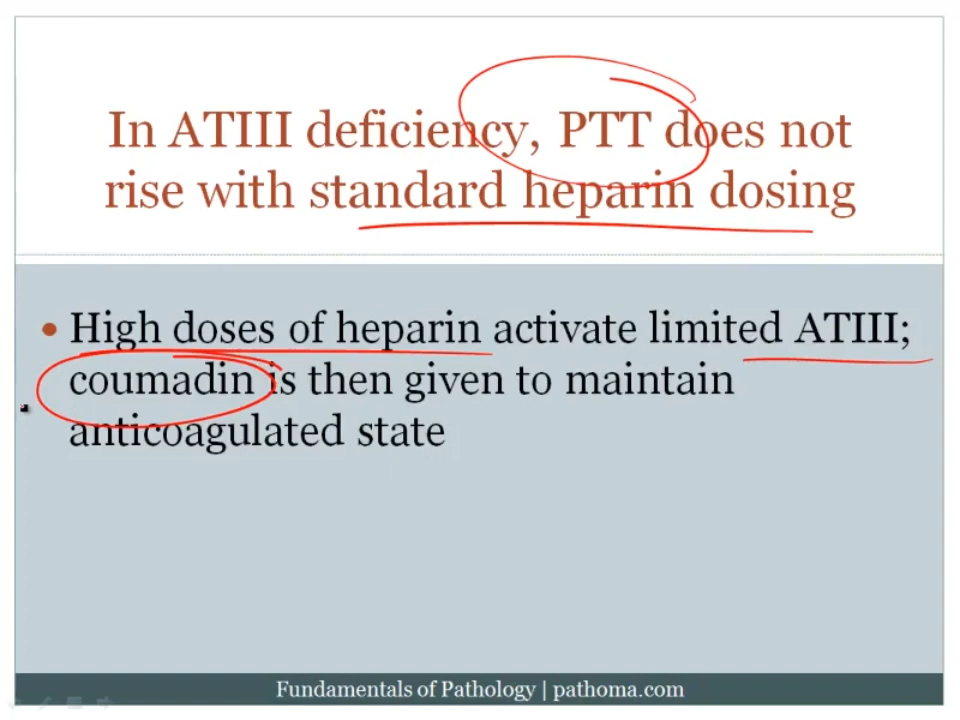 In ATIII deficiency, PTT does not
rise with standard heparin dosing
• High doses of heparin activate limited ATIII;
coumadin is then given to maintain
anticoagulated state
Fundamentals of Pathology | pathoma.com